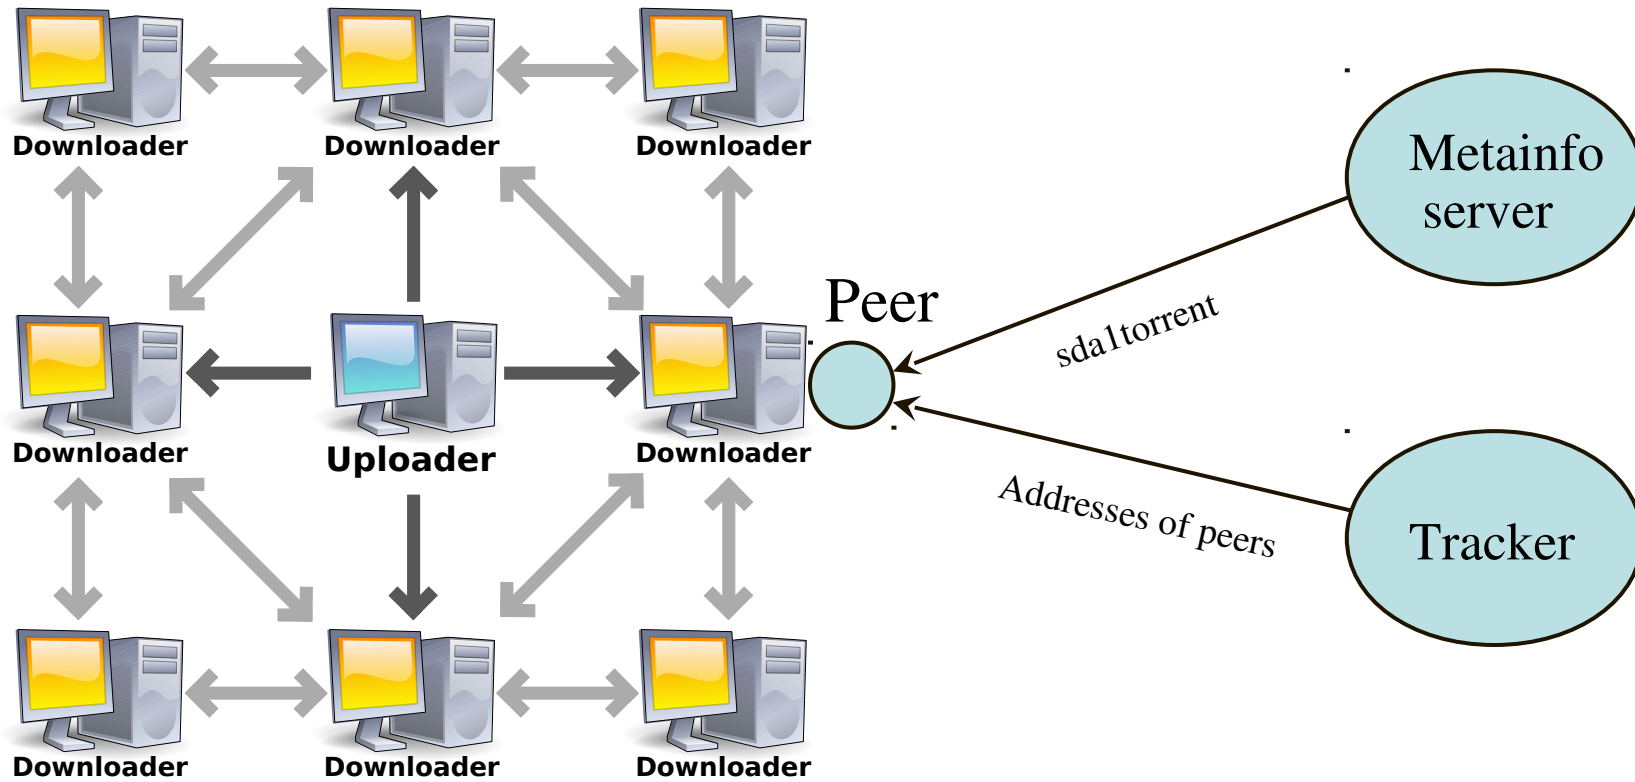 Downloader
Downloader
Downloader
Metainfo
server
Peer
sda1torrent
Downloader
Uploader
Downloader
Addresses of peers
Tracker
Downloader
Downloader
Downloader